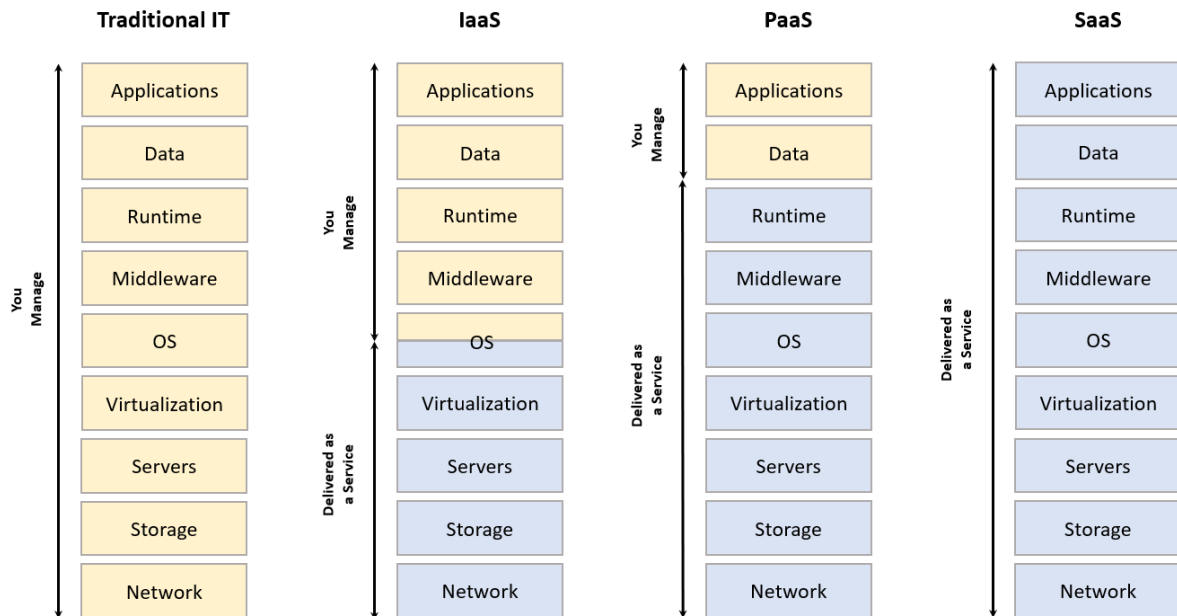 Traditional IT
IaaS
PaaS
SaaS
You
Manage
Applications
Data
Runtime
Middleware
OS
Virtualization
Servers
Storage
Network
You
Manage
Delivered as
a Service
Applications
Data
Runtime
Middleware
OS
Virtualization
Servers
Storage
Network
You
Manage
Delivered as
a Service
Applications
Data
Runtime
Middleware
OS
Virtualization
Servers
Storage
Network
Delivered as
a Service
Applications
Data
Runtime
Middleware
OS
Virtualization
Servers
Storage
Network